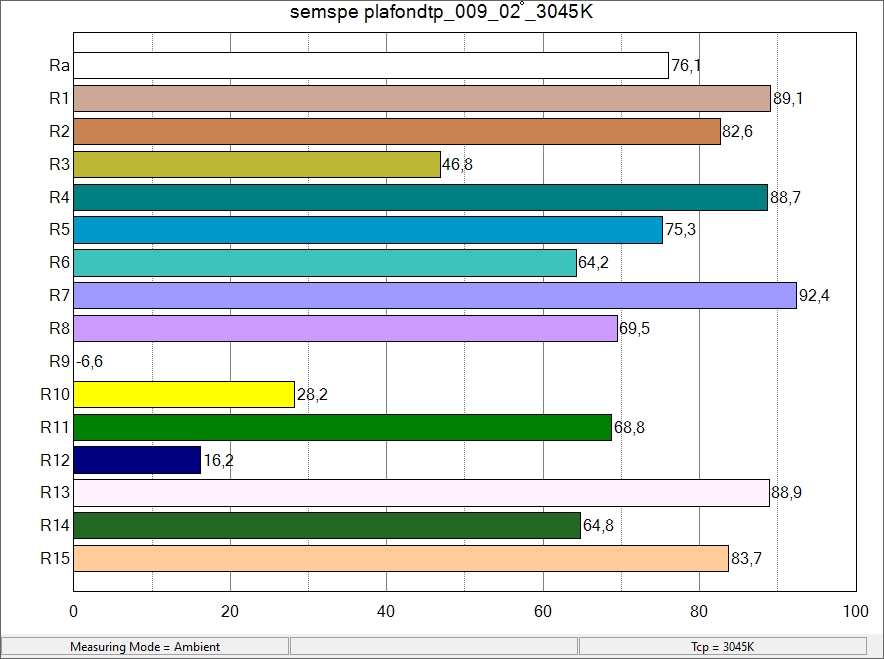 semspe plafondtp_009_02°_3045K
Ra 76,1
R1 89,1
R2 82,6
R3 46,8
R4 88,7
R5 75,3
R6 64,2
R7 92,4
R8 69,5
R9 -6,6
R10 28,2
R11 68,8
R12 16,2
R13 88,9
R14 64,8
R15 83,7
0 20 40 60 80 100
Measuring Mode = Ambient Tcp = 3045K